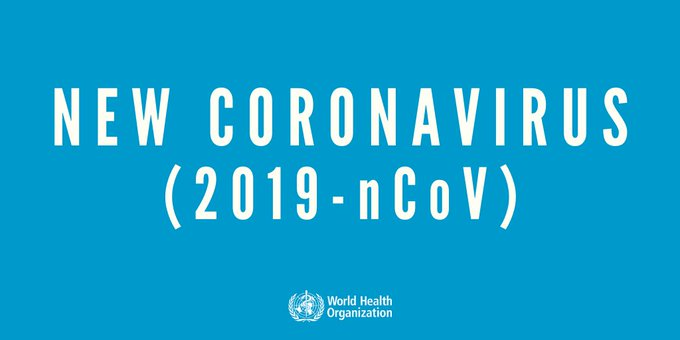 NEW CORONAVIRUS
(2019-nCoV)
World Health
Organization